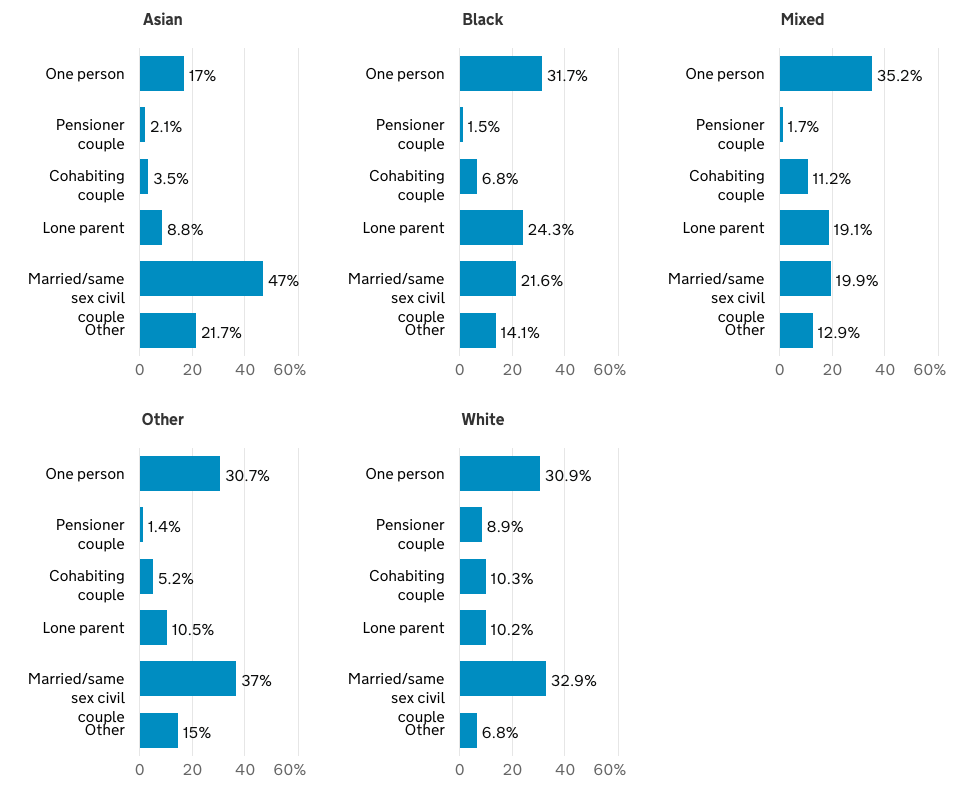 Asian
One person
17%
Pensioner
couple
2.1%
Cohabiting
couple
3.5%
Lone parent
8.8%
Married/same
sex civil
couple
47%
Other
21.7%
0 20 40 60%
Black
One person
31.7%
Pensioner
couple
1.5%
Cohabiting
couple
6.8%
Lone parent
24.3%
Married/same
sex civil
couple
21.6%
Other
14.1%
0 20 40 60%
Mixed
One person
35.2%
Pensioner
couple
1.7%
Cohabiting
couple
11.2%
Lone parent
19.1%
Married/same
sex civil
couple
19.9%
Other
12.9%
0 20 40 60%
Other
One person
30.7%
Pensioner
couple
1.4%
Cohabiting
couple
5.2%
Lone parent
10.5%
Married/same
sex civil
couple
37%
Other
15%
0 20 40 60%
White
One person
30.9%
Pensioner
couple
8.9%
Cohabiting
couple
10.3%
Lone parent
10.2%
Married/same
sex civil
couple
32.9%
Other
6.8%
0 20 40 60%